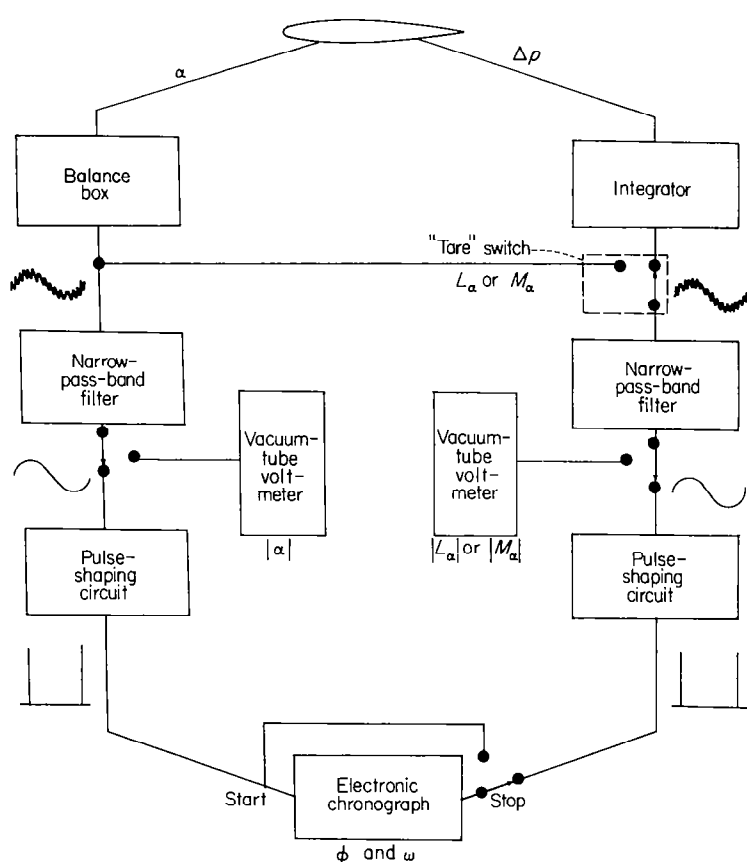 α
Δp
Balance
box
Integrator
"Tare" switch
L_α or M_α
Narrow-
pass-band
filter
Narrow-
pass-band
filter
Vacuum-
tube
volt-
meter
Vacuum-
tube
volt-
meter
|α|
|L_α| or |M_α|
Pulse-
shaping
circuit
Pulse-
shaping
circuit
Start
Electronic
chronograph
Stop
ϕ and ω